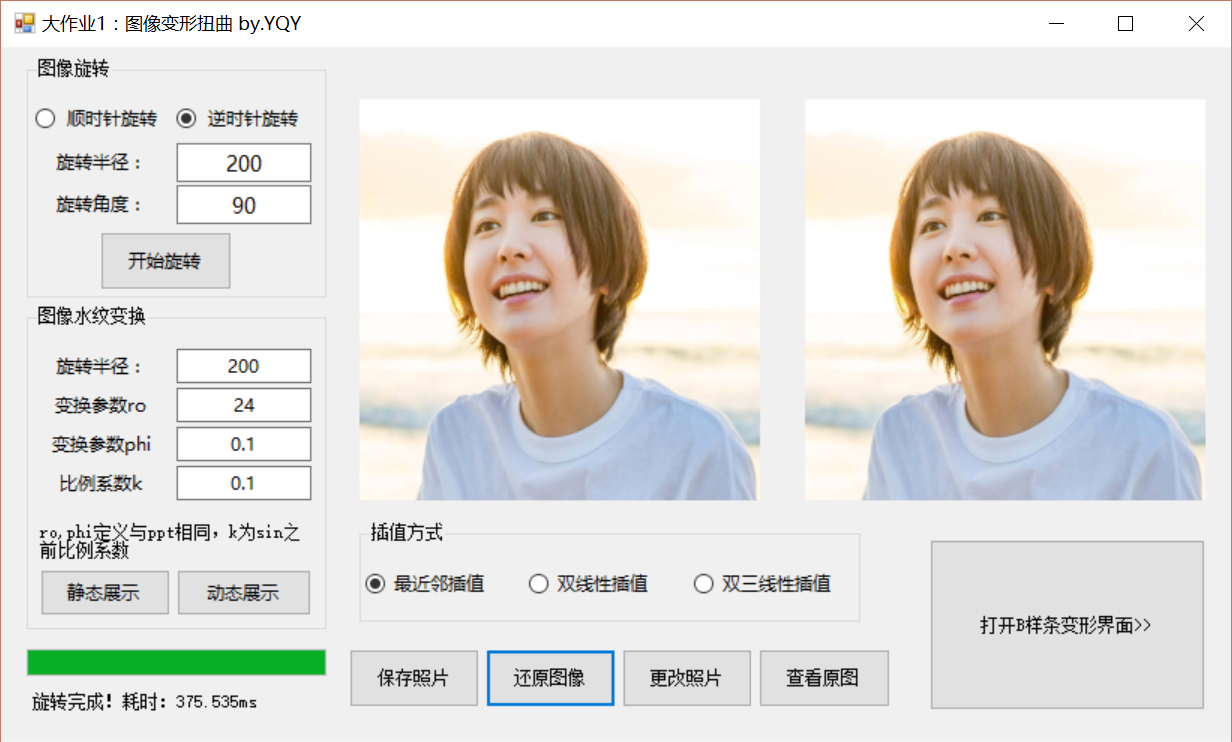 大作业1：图像变形扭曲 by.YQY
图像旋转
顺时针旋转 逆时针旋转
旋转半径： 200
旋转角度： 90
开始旋转
图像水纹变换
旋转半径： 200
变换参数ro 24
变换参数phi 0.1
比例系数k 0.1
ro,phi定义与ppt相同，k为sin之
前比例系数
静态展示 动态展示
旋转完成！耗时：375.535ms
插值方式
最近邻插值 双线性插值 双三线性插值
保存照片 还原图像 更改照片 查看原图
打开B样条变形界面>>